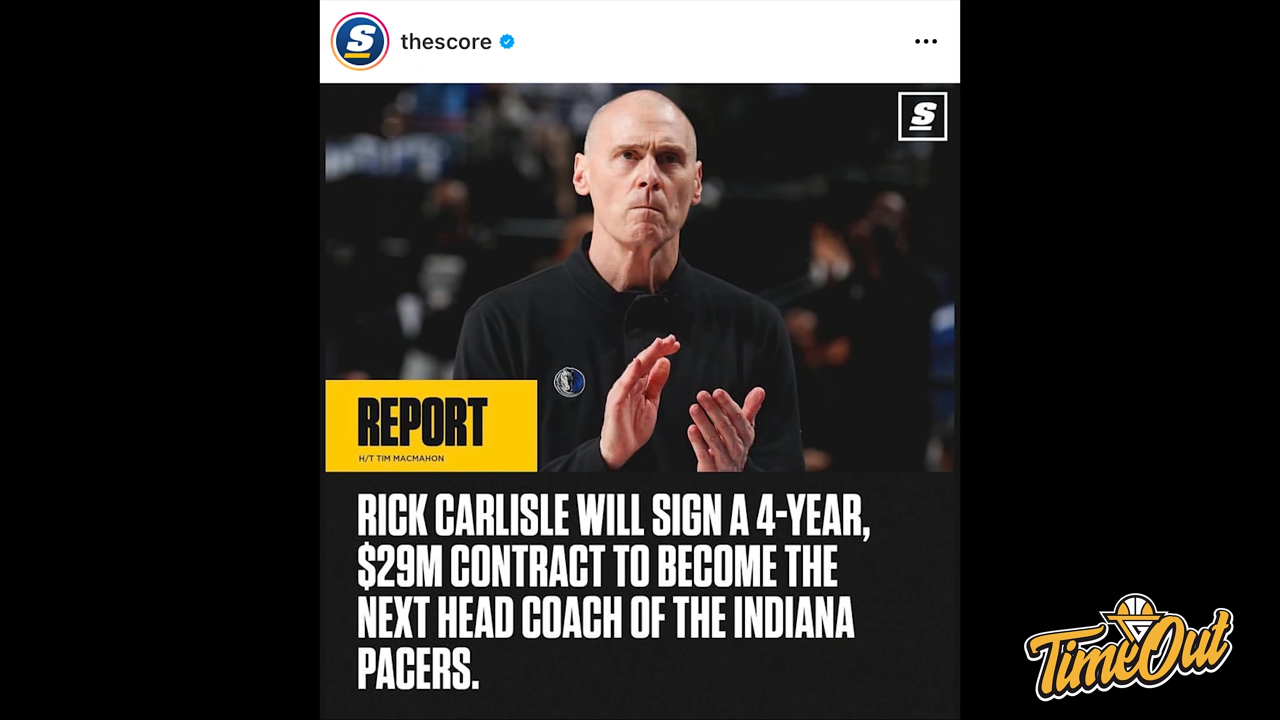 thescore
S
REPORT
H/T TIM MACMAHON
RICK CARLISLE WILL SIGN A 4-YEAR,
$29M CONTRACT TO BECOME THE
NEXT HEAD COACH OF THE INDIANA
PACERS.
TimeOut